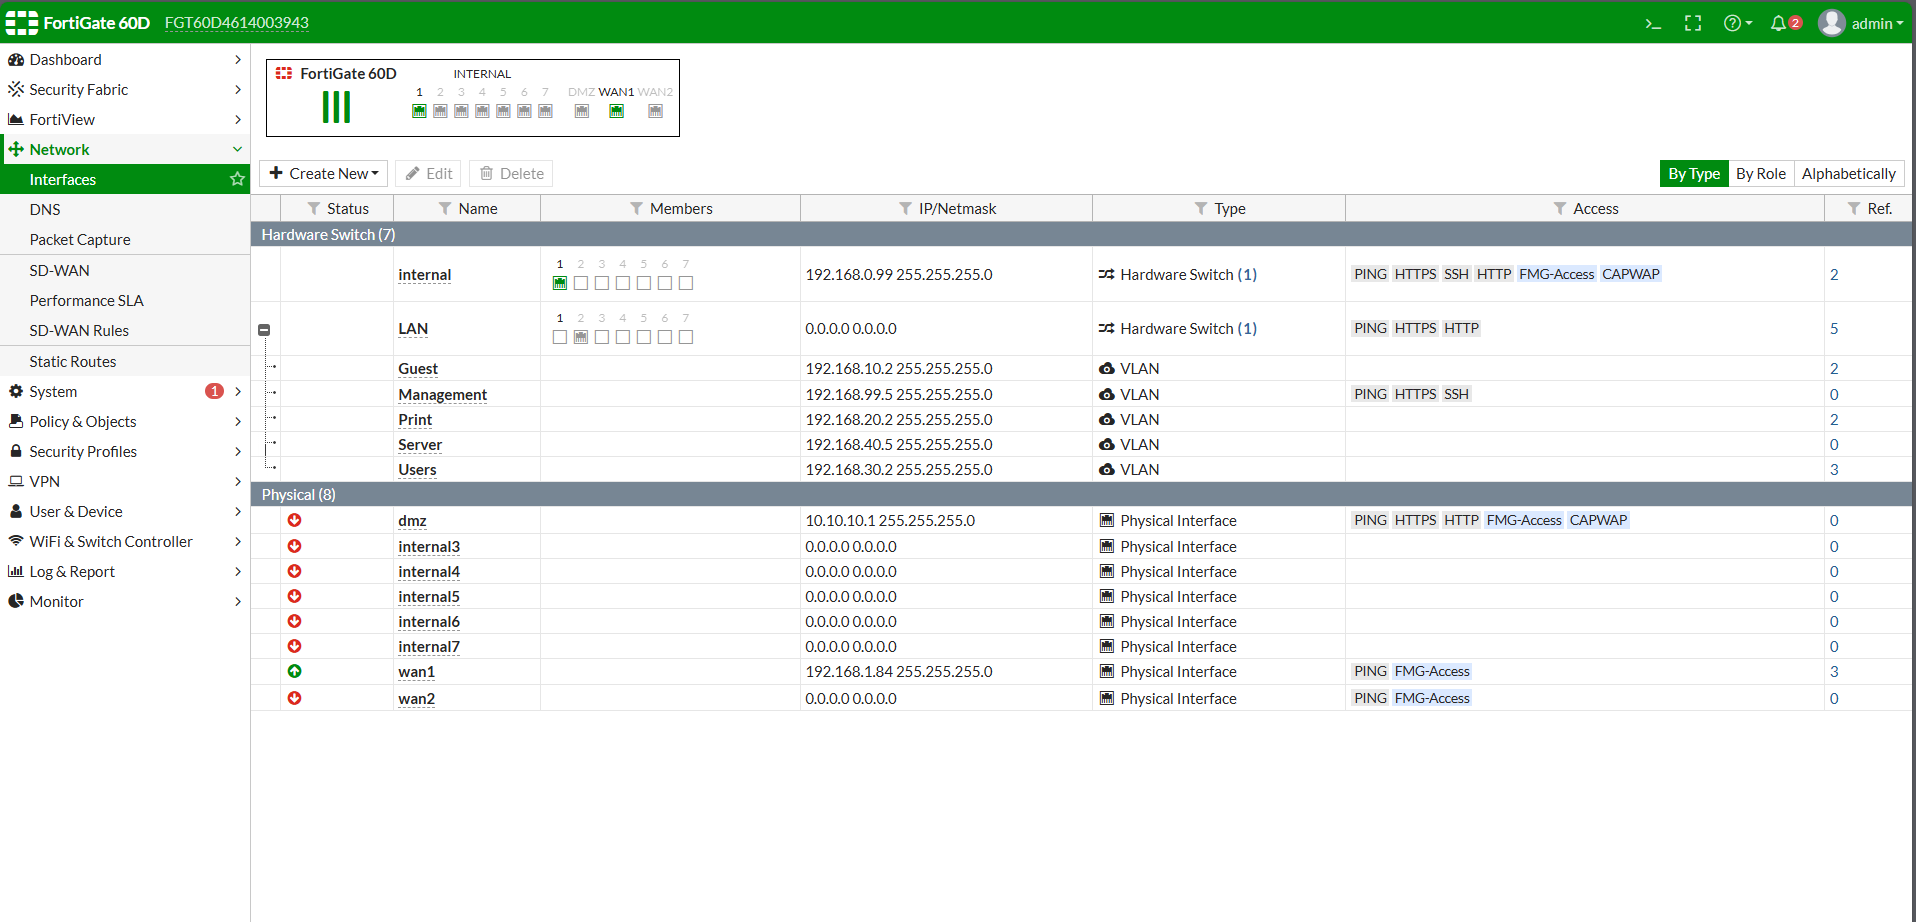 FortiGate 60D FGT60D4614003943 2 admin
Dashboard
Security Fabric
FortiView
Network
Interfaces
DNS
Packet Capture
SD-WAN
Performance SLA
SD-WAN Rules
Static Routes
System 1
Policy & Objects
Security Profiles
VPN
User & Device
WiFi & Switch Controller
Log & Report
Monitor
FortiGate 60D INTERNAL
1 2 3 4 5 6 7 DMZ WAN1 WAN2
+ Create New Edit Delete By Type By Role Alphabetically
Status Name Members IP/Netmask Type Access Ref.
Hardware Switch (7)
1 2 3 4 5 6 7
internal 192.168.0.99 255.255.255.0 Hardware Switch (1) PING HTTPS SSH HTTP FMG-Access CAPWAP 2
1 2 3 4 5 6 7
LAN 0.0.0.0 0.0.0.0 Hardware Switch (1) PING HTTPS HTTP 5
Guest 192.168.10.2 255.255.255.0 VLAN 2
Management 192.168.99.5 255.255.255.0 VLAN PING HTTPS SSH 0
Print 192.168.20.2 255.255.255.0 VLAN 2
Server 192.168.40.5 255.255.255.0 VLAN 0
Users 192.168.30.2 255.255.255.0 VLAN 3
Physical (8)
dmz 10.10.10.1 255.255.255.0 Physical Interface PING HTTPS HTTP FMG-Access CAPWAP 0
internal3 0.0.0.0 0.0.0.0 Physical Interface 0
internal4 0.0.0.0 0.0.0.0 Physical Interface 0
internal5 0.0.0.0 0.0.0.0 Physical Interface 0
internal6 0.0.0.0 0.0.0.0 Physical Interface 0
internal7 0.0.0.0 0.0.0.0 Physical Interface 0
wan1 192.168.1.84 255.255.255.0 Physical Interface PING FMG-Access 3
wan2 0.0.0.0 0.0.0.0 Physical Interface PING FMG-Access 0